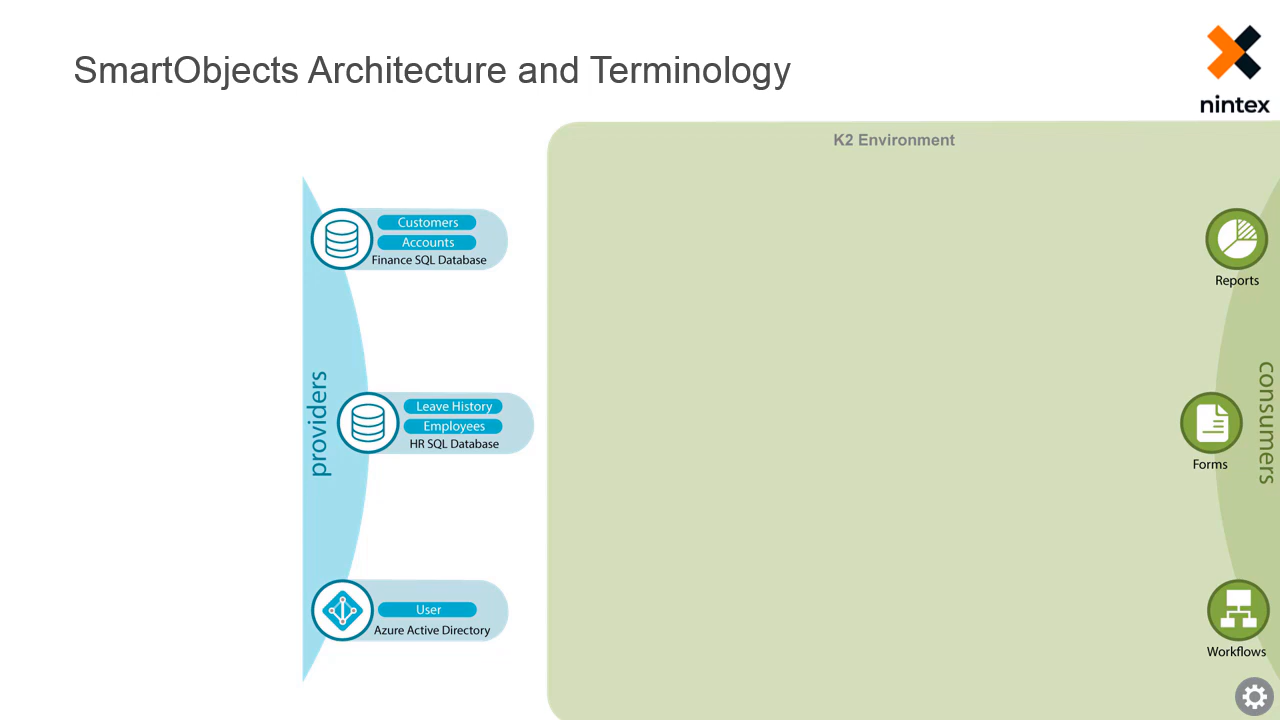 SmartObjects Architecture and Terminology
nintex
K2 Environment
Customers
Accounts
Finance SQL Database
Reports
providers
Leave History
Employees
HR SQL Database
Forms
consumers
User
Azure Active Directory
Workflows